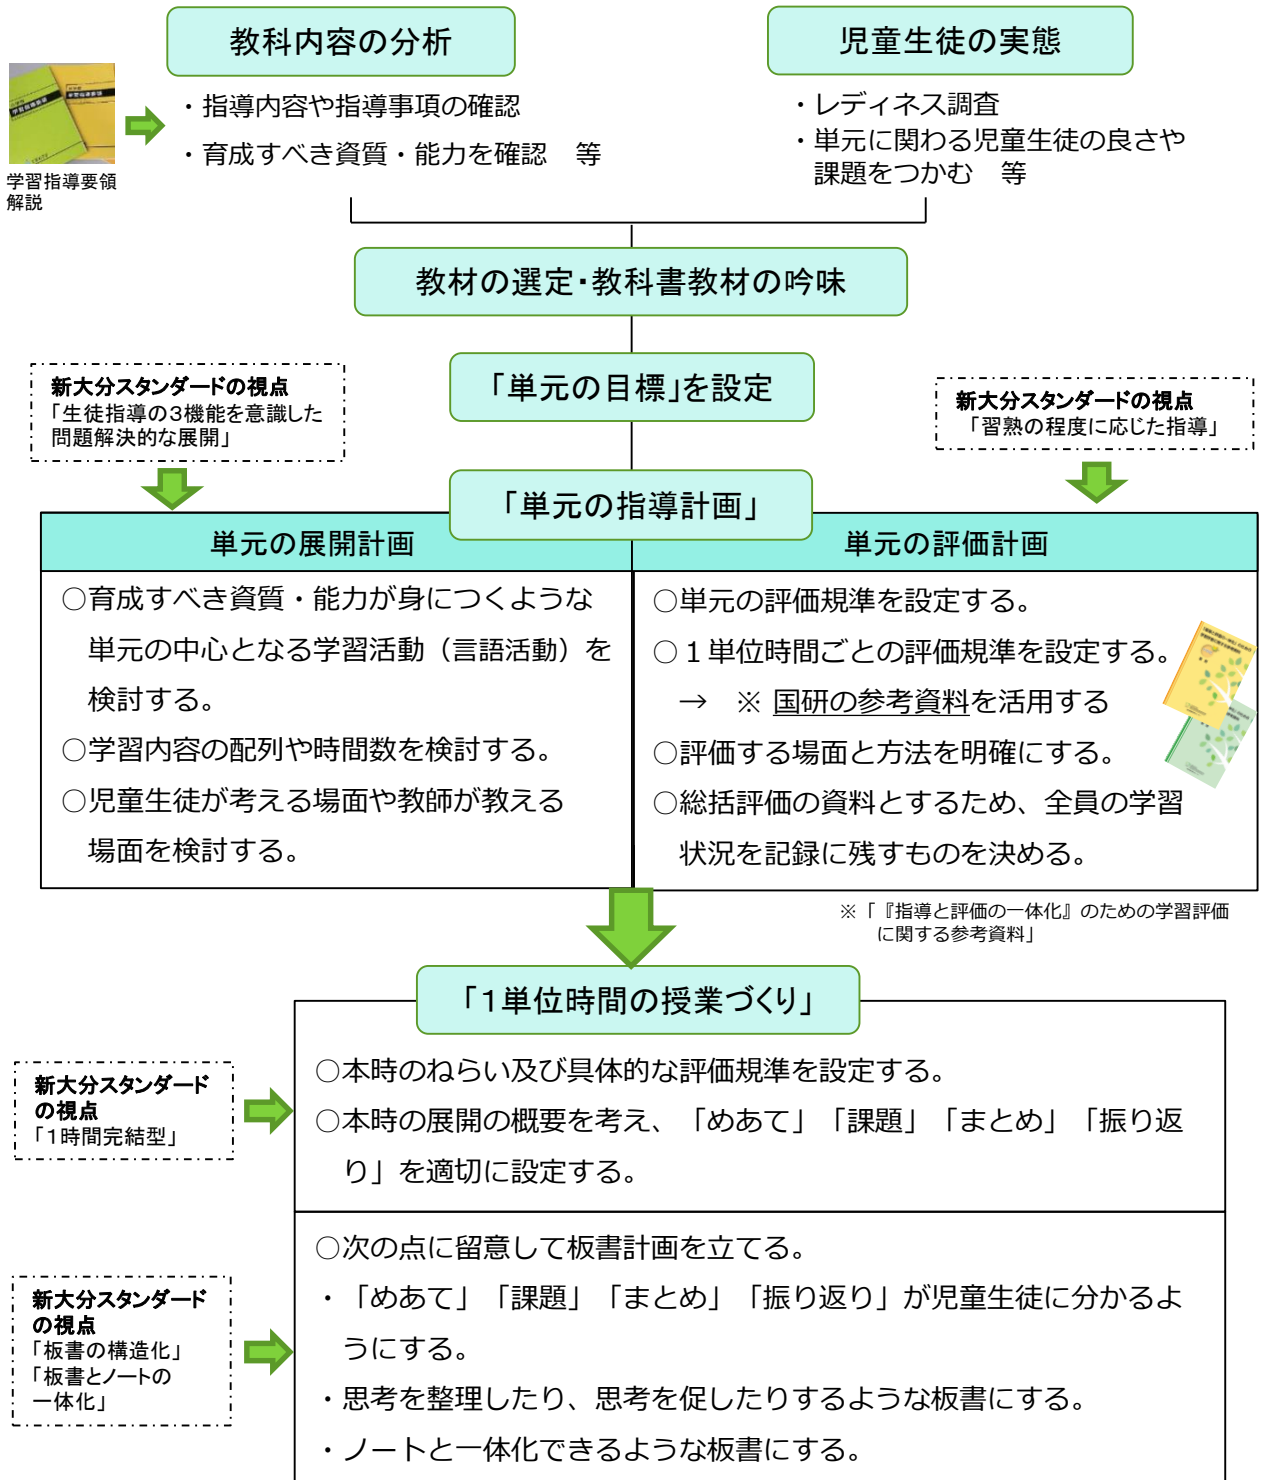 教科内容の分析
児童生徒の実態
・指導内容や指導事項の確認
・育成すべき資質・能力を確認　等
・レディネス調査
・単元に関わる児童生徒の良さや
課題をつかむ　等
学習指導要領
解説
教材の選定・教科書教材の吟味
「単元の目標」を設定
新大分スタンダードの視点
「生徒指導の3機能を意識した
問題解決的な展開」
新大分スタンダードの視点
「習熟の程度に応じた指導」
「単元の指導計画」
単元の展開計画
○育成すべき資質・能力が身につくような
単元の中心となる学習活動（言語活動）を
検討する。
○学習内容の配列や時間数を検討する。
○児童生徒が考える場面や教師が教える
場面を検討する。
単元の評価計画
○単元の評価規準を設定する。
○１単位時間ごとの評価規準を設定する。
→　※ 国研の参考資料を活用する
○評価する場面と方法を明確にする。
○総括評価の資料とするため、全員の学習
状況を記録に残すものを決める。
※「『指導と評価の一体化』のための学習評価
に関する参考資料」
「1単位時間の授業づくり」
新大分スタンダード
の視点
「1時間完結型」
○本時のねらい及び具体的な評価規準を設定する。
○本時の展開の概要を考え、「めあて」「課題」「まとめ」「振り返
り」を適切に設定する。
新大分スタンダード
の視点
「板書の構造化」
「板書とノートの
一体化」
○次の点に留意して板書計画を立てる。
・「めあて」「課題」「まとめ」「振り返り」が児童生徒に分かるよ
うにする。
・思考を整理したり、思考を促したりするような板書にする。
・ノートと一体化できるような板書にする。